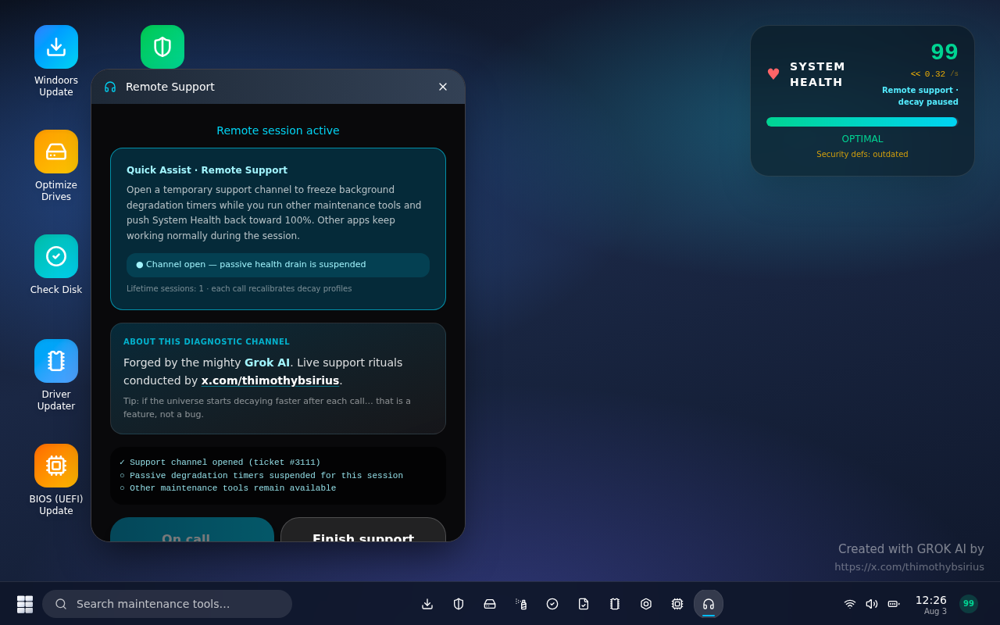 Windoors
Update
Optimize
Drives
Check Disk
Driver
Updater
BIOS (UEFI)
Update
Remote Support
Remote session active
Quick Assist · Remote Support
Open a temporary support channel to freeze background
degradation timers while you run other maintenance tools and
push System Health back toward 100%. Other apps keep
working normally during the session.
● Channel open — passive health drain is suspended
Lifetime sessions: 1 · each call recalibrates decay profiles
ABOUT THIS DIAGNOSTIC CHANNEL
Forged by the mighty Grok AI. Live support rituals
conducted by x.com/thimothybsirius.
Tip: if the universe starts decaying faster after each call... that is a
feature, not a bug.
✓ Support channel opened (ticket #3111)
○ Passive degradation timers suspended for this session
○ Other maintenance tools remain available
On call
Finish support
SYSTEM
HEALTH
99
<< 0.32 /s
Remote support ·
decay paused
OPTIMAL
Security defs: outdated
Created with GROK AI by
https://x.com/thimothybsirius
Search maintenance tools...
12:26
Aug 3
99